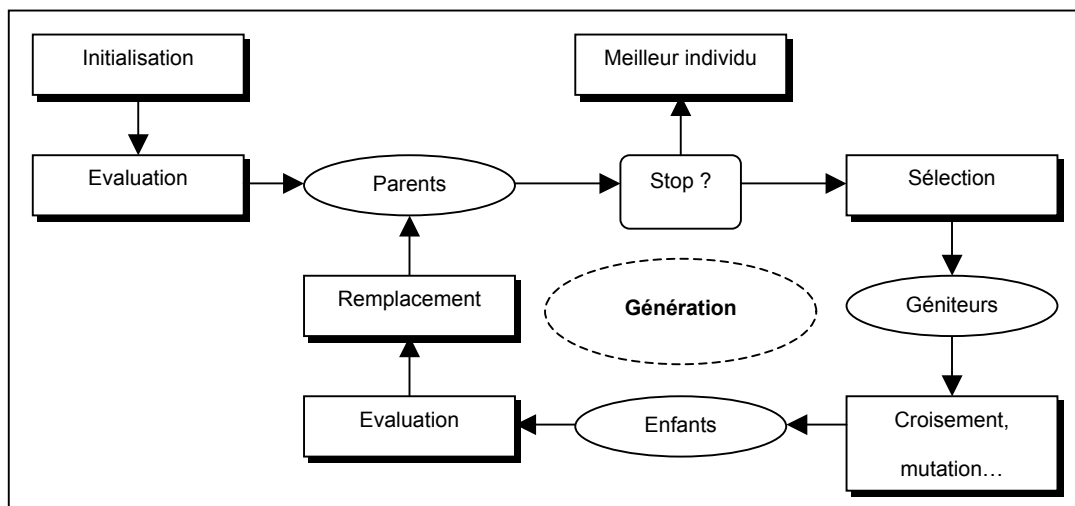 Initialisation
Meilleur individu
Evaluation
Parents
Stop ?
Sélection
Remplacement
Génération
Géniteurs
Evaluation
Enfants
Croisement,
mutation…